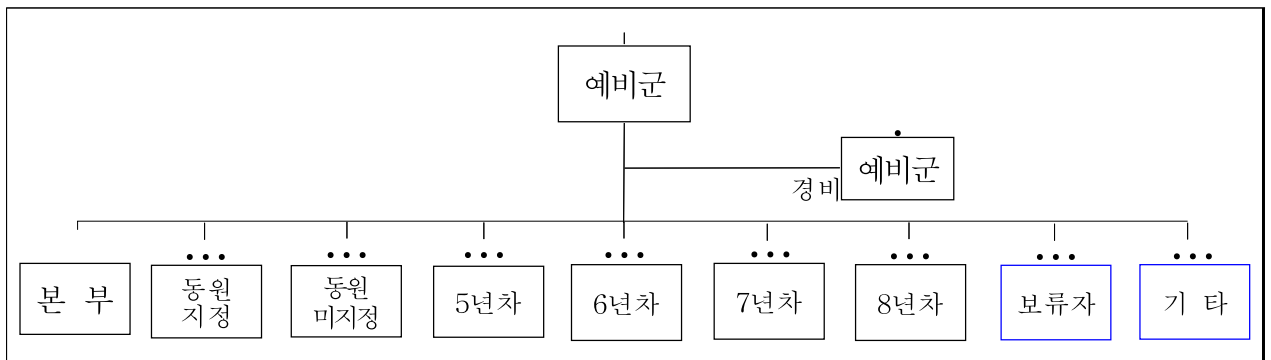 예비군
예비군
경비
본 부
동원
지정
동원
미지정
5년차
6년차
7년차
8년차
보류자
기 타